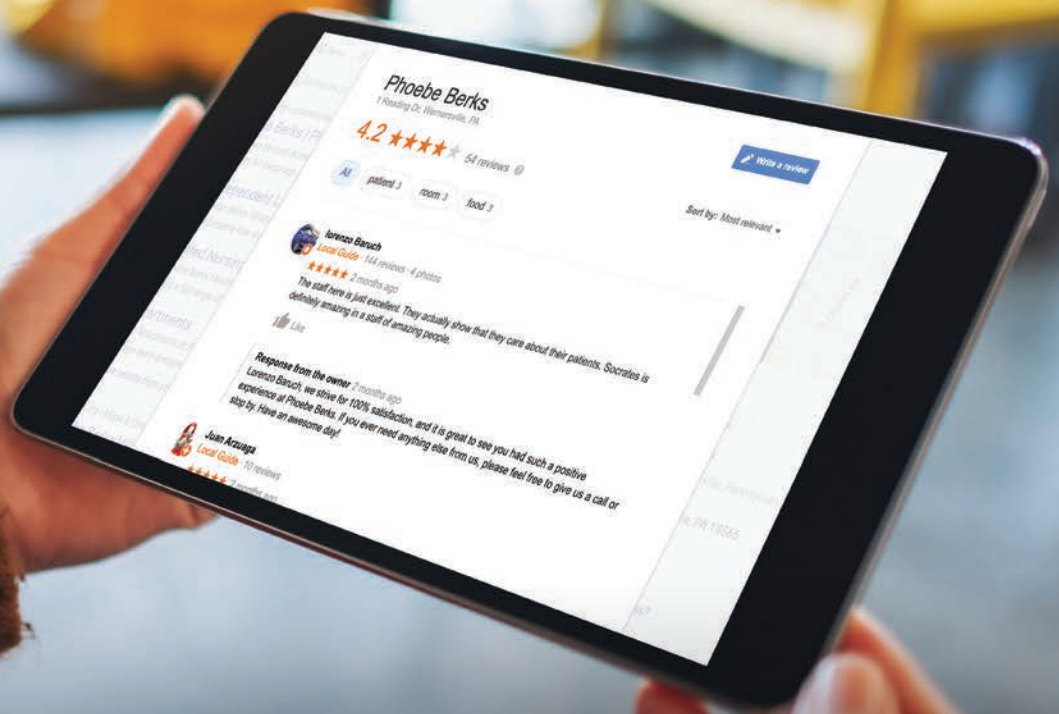 Phoebe Berks
1 Reading Dr, Wernersville, PA
4.2 54 reviews
Write a review
All patient 3 room 3 food 3
Sort by: Most relevant
lorenzo Baruch
Local Guide · 144 reviews · 4 photos
2 months ago
The staff here is just excellent. They actually show that they care about their patients. Socrates is
definitely amazing in a staff of amazing people.
Like
Response from the owner 2 months ago
Lorenzo Baruch, we strive for 100% satisfaction, and it is great to see you had such a positive
experience at Phoebe Berks. If you ever need anything else from us, please feel free to give us a call or
stop by. Have an awesome day!
Juan Arzuaga
Local Guide · 10 reviews
2 months ago
PA 19565